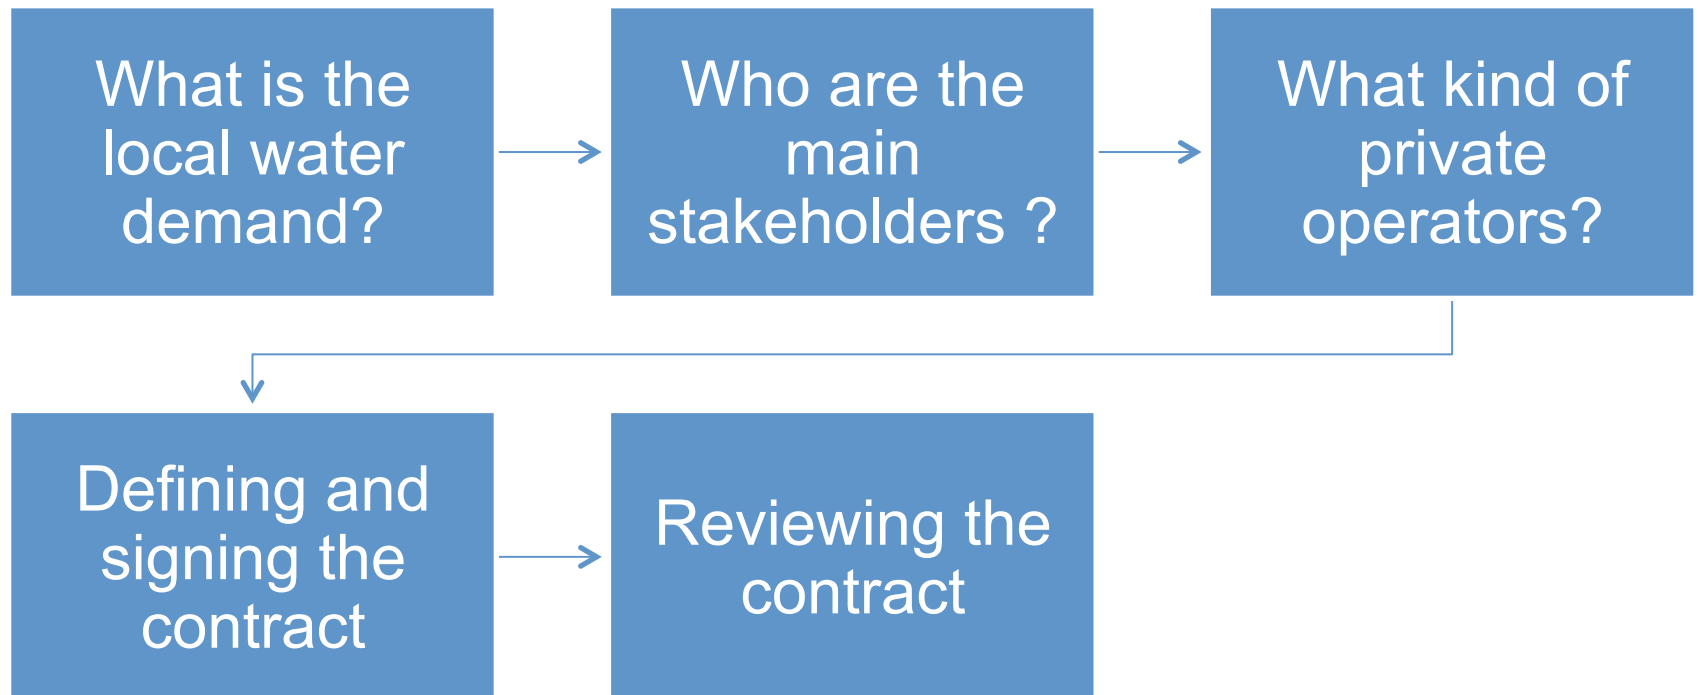 What is the
local water
demand?
Who are the
main
stakeholders ?
What kind of
private
operators?
Defining and
signing the
contract
Reviewing the
contract